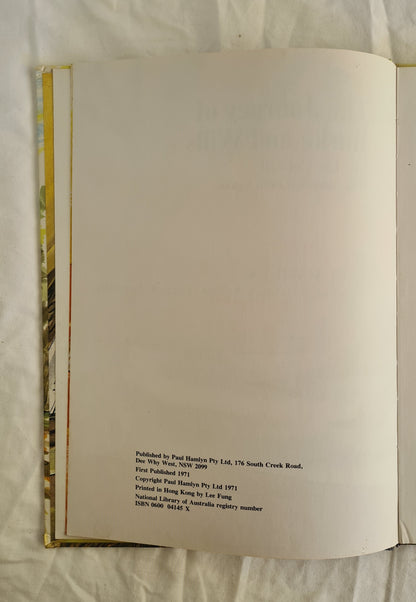 Published by Paul Hamlyn Pty Ltd, 176 South Creek Road,
Dee Why West, NSW 2099
First Published 1971
Copyright Paul Hamlyn Pty Ltd 1971
Printed in Hong Kong by Lee Fung
National Library of Australia registry number
ISBN 0600 04145 X